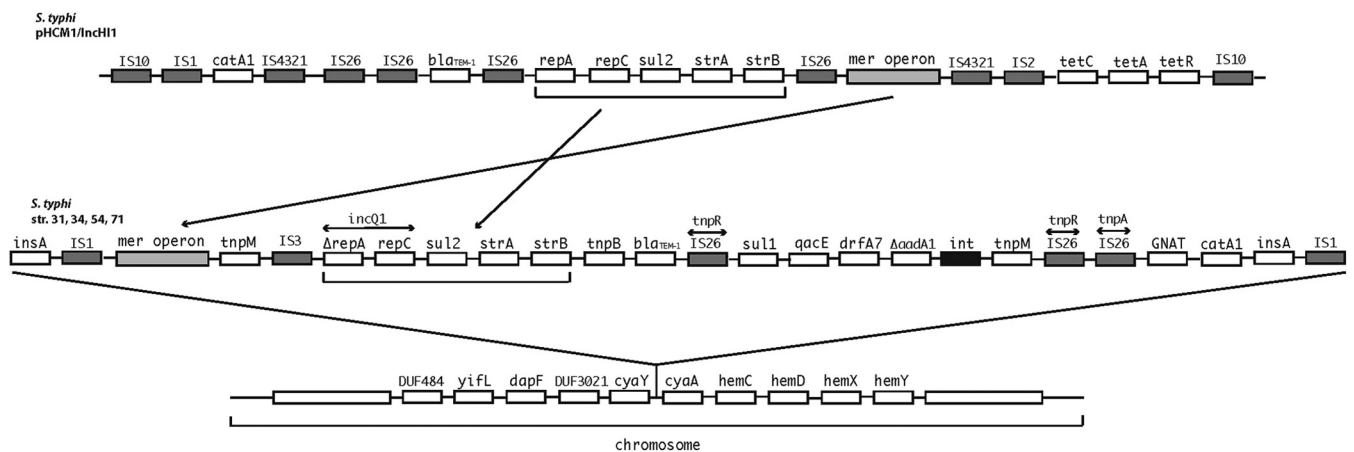 S. typhi
pHCM1/IncHI1
IS10 IS1 catA1 IS4321 IS26 IS26 blaTEM-1 IS26 repA repC sul2 strA strB IS26 mer operon IS4321 IS2 tetC tetA tetR IS10
S. typhi
str. 31, 34, 54, 71
incQ1 tnpR tnpR tnpA
insA IS1 mer operon tnpM IS3 ΔrepA repC sul2 strA strB tnpB blaTEM-1 IS26 sul1 qacE drfA7 ΔaadA1 int tnpM IS26 IS26 GNAT catA1 insA IS1
DUF484 yifL dapF DUF3021 cyaY cyaA hemC hemD hemX hemY
chromosome